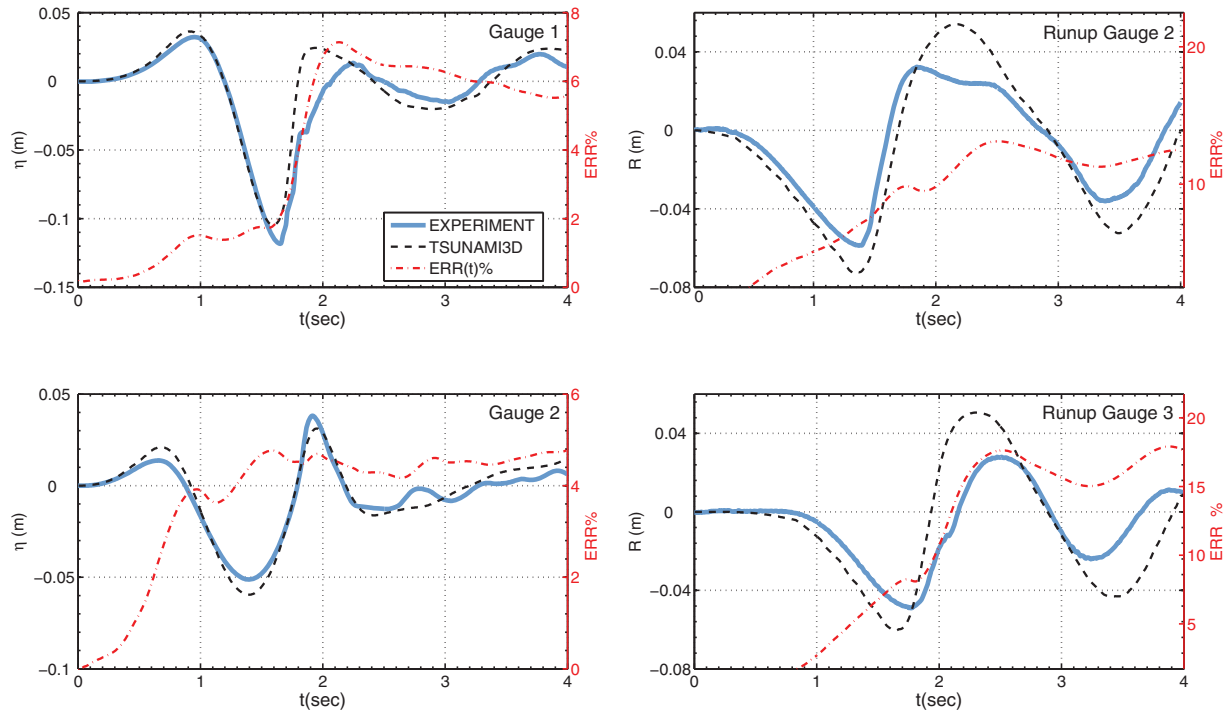 Gauge 1
0.05
0
−0.05
−0.1
−0.15
η (m)
8
6
4
2
0
ERR%
EXPERIMENT
TSUNAMI3D
ERR(t)%
0 1 2 3 4
t(sec)
Runup Gauge 2
0.04
0
−0.04
−0.08
R (m)
20
10
ERR%
0 1 2 3 4
t(sec)
Gauge 2
0.05
0
−0.05
−0.1
η (m)
6
4
2
0
ERR%
0 1 2 3 4
t(sec)
Runup Gauge 3
0.04
0
−0.04
−0.08
R (m)
20
15
10
5
ERR %
0 1 2 3 4
t(sec)